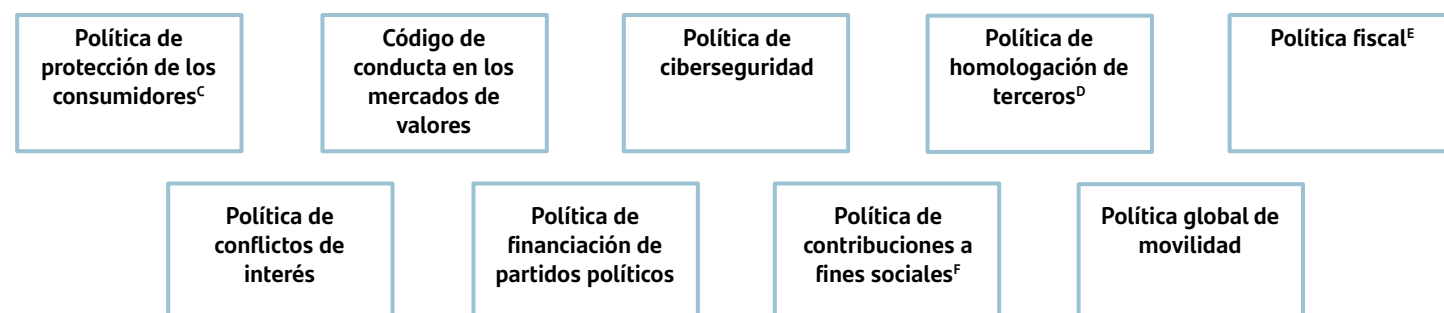 Política de
protección de los
consumidoresC
Código de
conducta en los
mercados de
valores
Política de
ciberseguridad
Política de
homologación de
tercerosD
Política fiscalE
Política de
conflictos de
interés
Política de
financiación de
partidos políticos
Política de
contribuciones a
fines socialesF
Política global de
movilidad